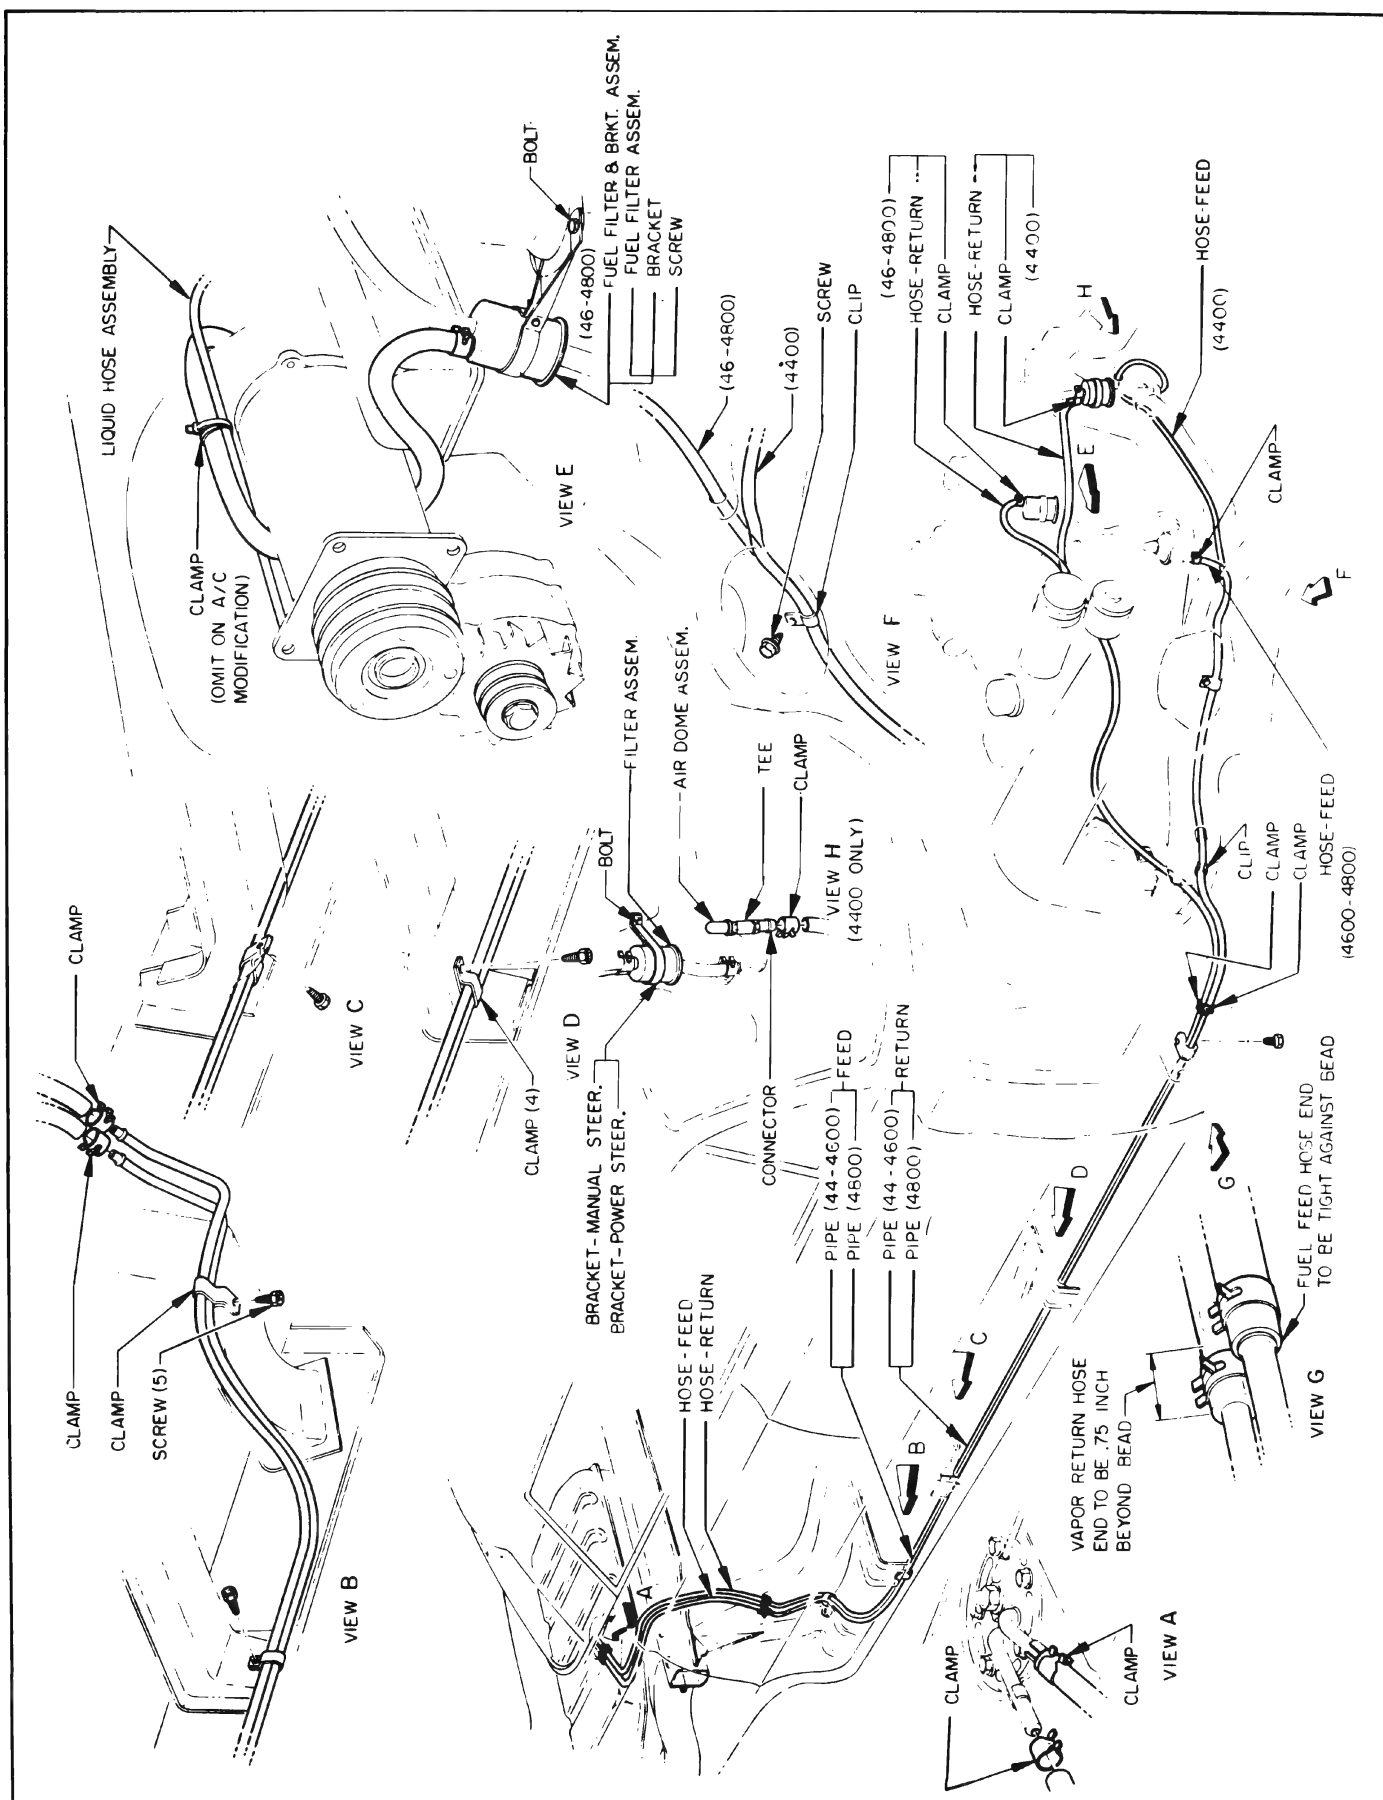 CLAMP
CLAMP
CLAMP
SCREW (5)
VIEW B
VIEW C
CLAMP (4)
VIEW D
LIQUID HOSE ASSEMBLY
CLAMP
(OMIT ON A/C
MODIFICATION)
BOLT
(46-4800)
FUEL FILTER & BRKT. ASSEM.
FUEL FILTER ASSEM.
BRACKET
SCREW
VIEW E
BRACKET-MANUAL STEER.
BRACKET-POWER STEER.
BOLT
FILTER ASSEM.
AIR DOME ASSEM.
TEE
CLAMP
CONNECTOR
VIEW H
(4400 ONLY)
(46-4800)
(4400)
SCREW
CLIP
VIEW F
HOSE-FEED
HOSE-RETURN
PIPE (44-4600)
PIPE (4800)
FEED
PIPE (44-4600)
PIPE (4800)
RETURN
(46-4800)
HOSE-RETURN
CLAMP
HOSE-RETURN
CLAMP
(4400)
H
HOSE-FEED
(4400)
E
CLAMP
F
A
B
C
D
G
CLIP
CLAMP
CLAMP
HOSE-FEED
(4600-4800)
CLAMP
CLAMP
VIEW A
VAPOR RETURN HOSE
END TO BE .75 INCH
BEYOND BEAD
VIEW G
FUEL FEED HOSE END
TO BE TIGHT AGAINST BEAD